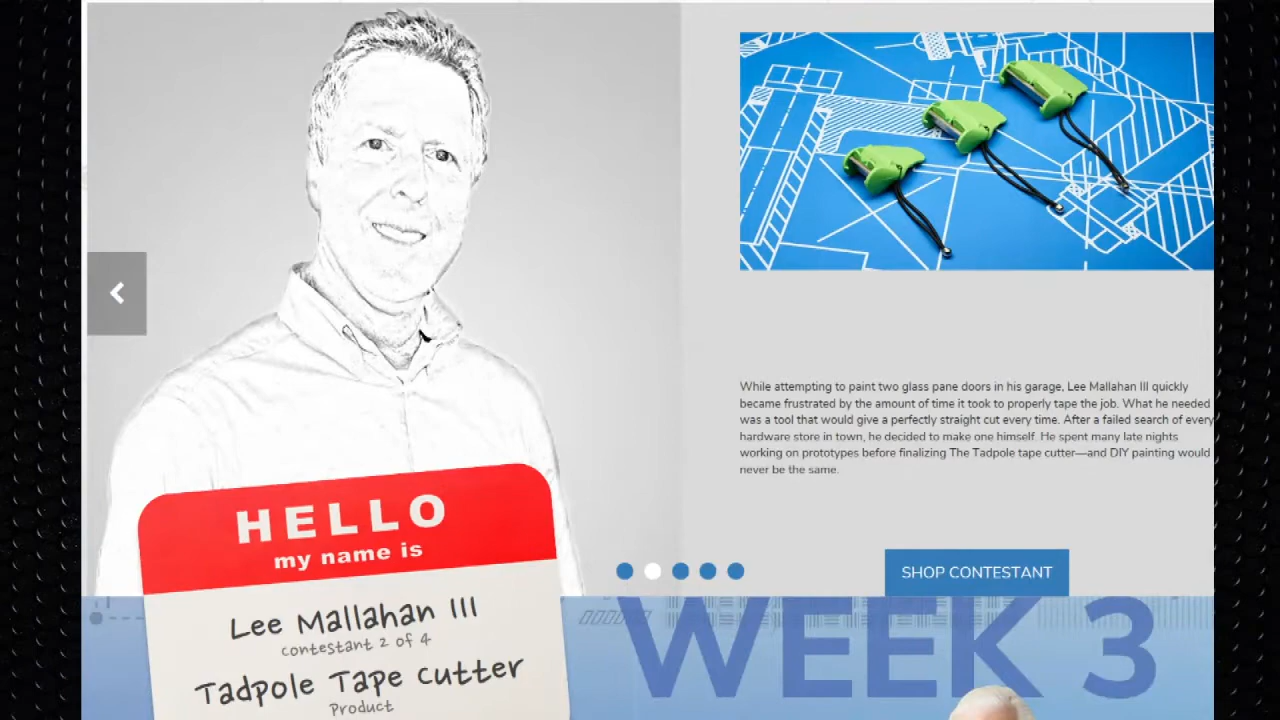 While attempting to paint two glass pane doors in his garage, Lee Mallahan III quickly
became frustrated by the amount of time it took to properly tape the job. What he needed
was a tool that would give a perfectly straight cut every time. After a failed search of every
hardware store in town, he decided to make one himself. He spent many late nights
working on prototypes before finalizing The Tadpole tape cutter—and DIY painting would
never be the same.
SHOP CONTESTANT
HELLO
my name is
Lee Mallahan III
contestant 2 of 4
Tadpole Tape Cutter
Product
WEEK 3